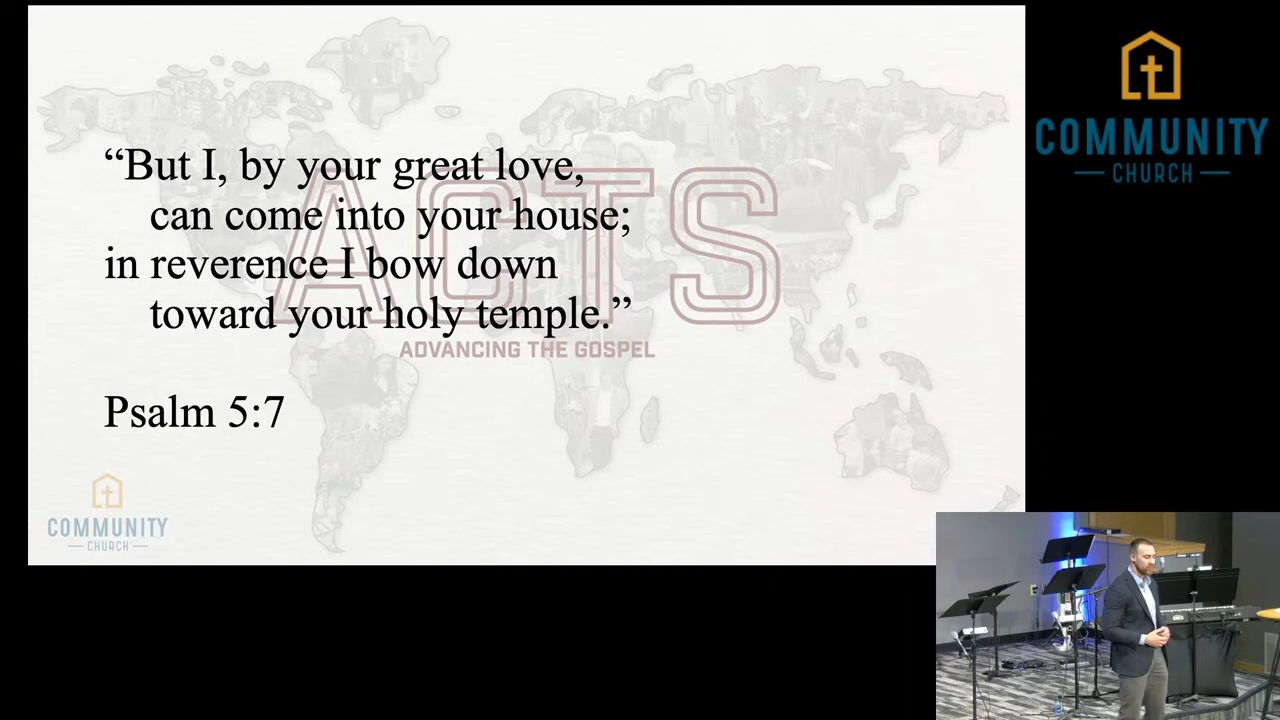 “But I, by your great love,
can come into your house;
in reverence I bow down
toward your holy temple.”
Psalm 5:7
ACTS
ADVANCING THE GOSPEL
COMMUNITY
CHURCH
COMMUNITY
CHURCH